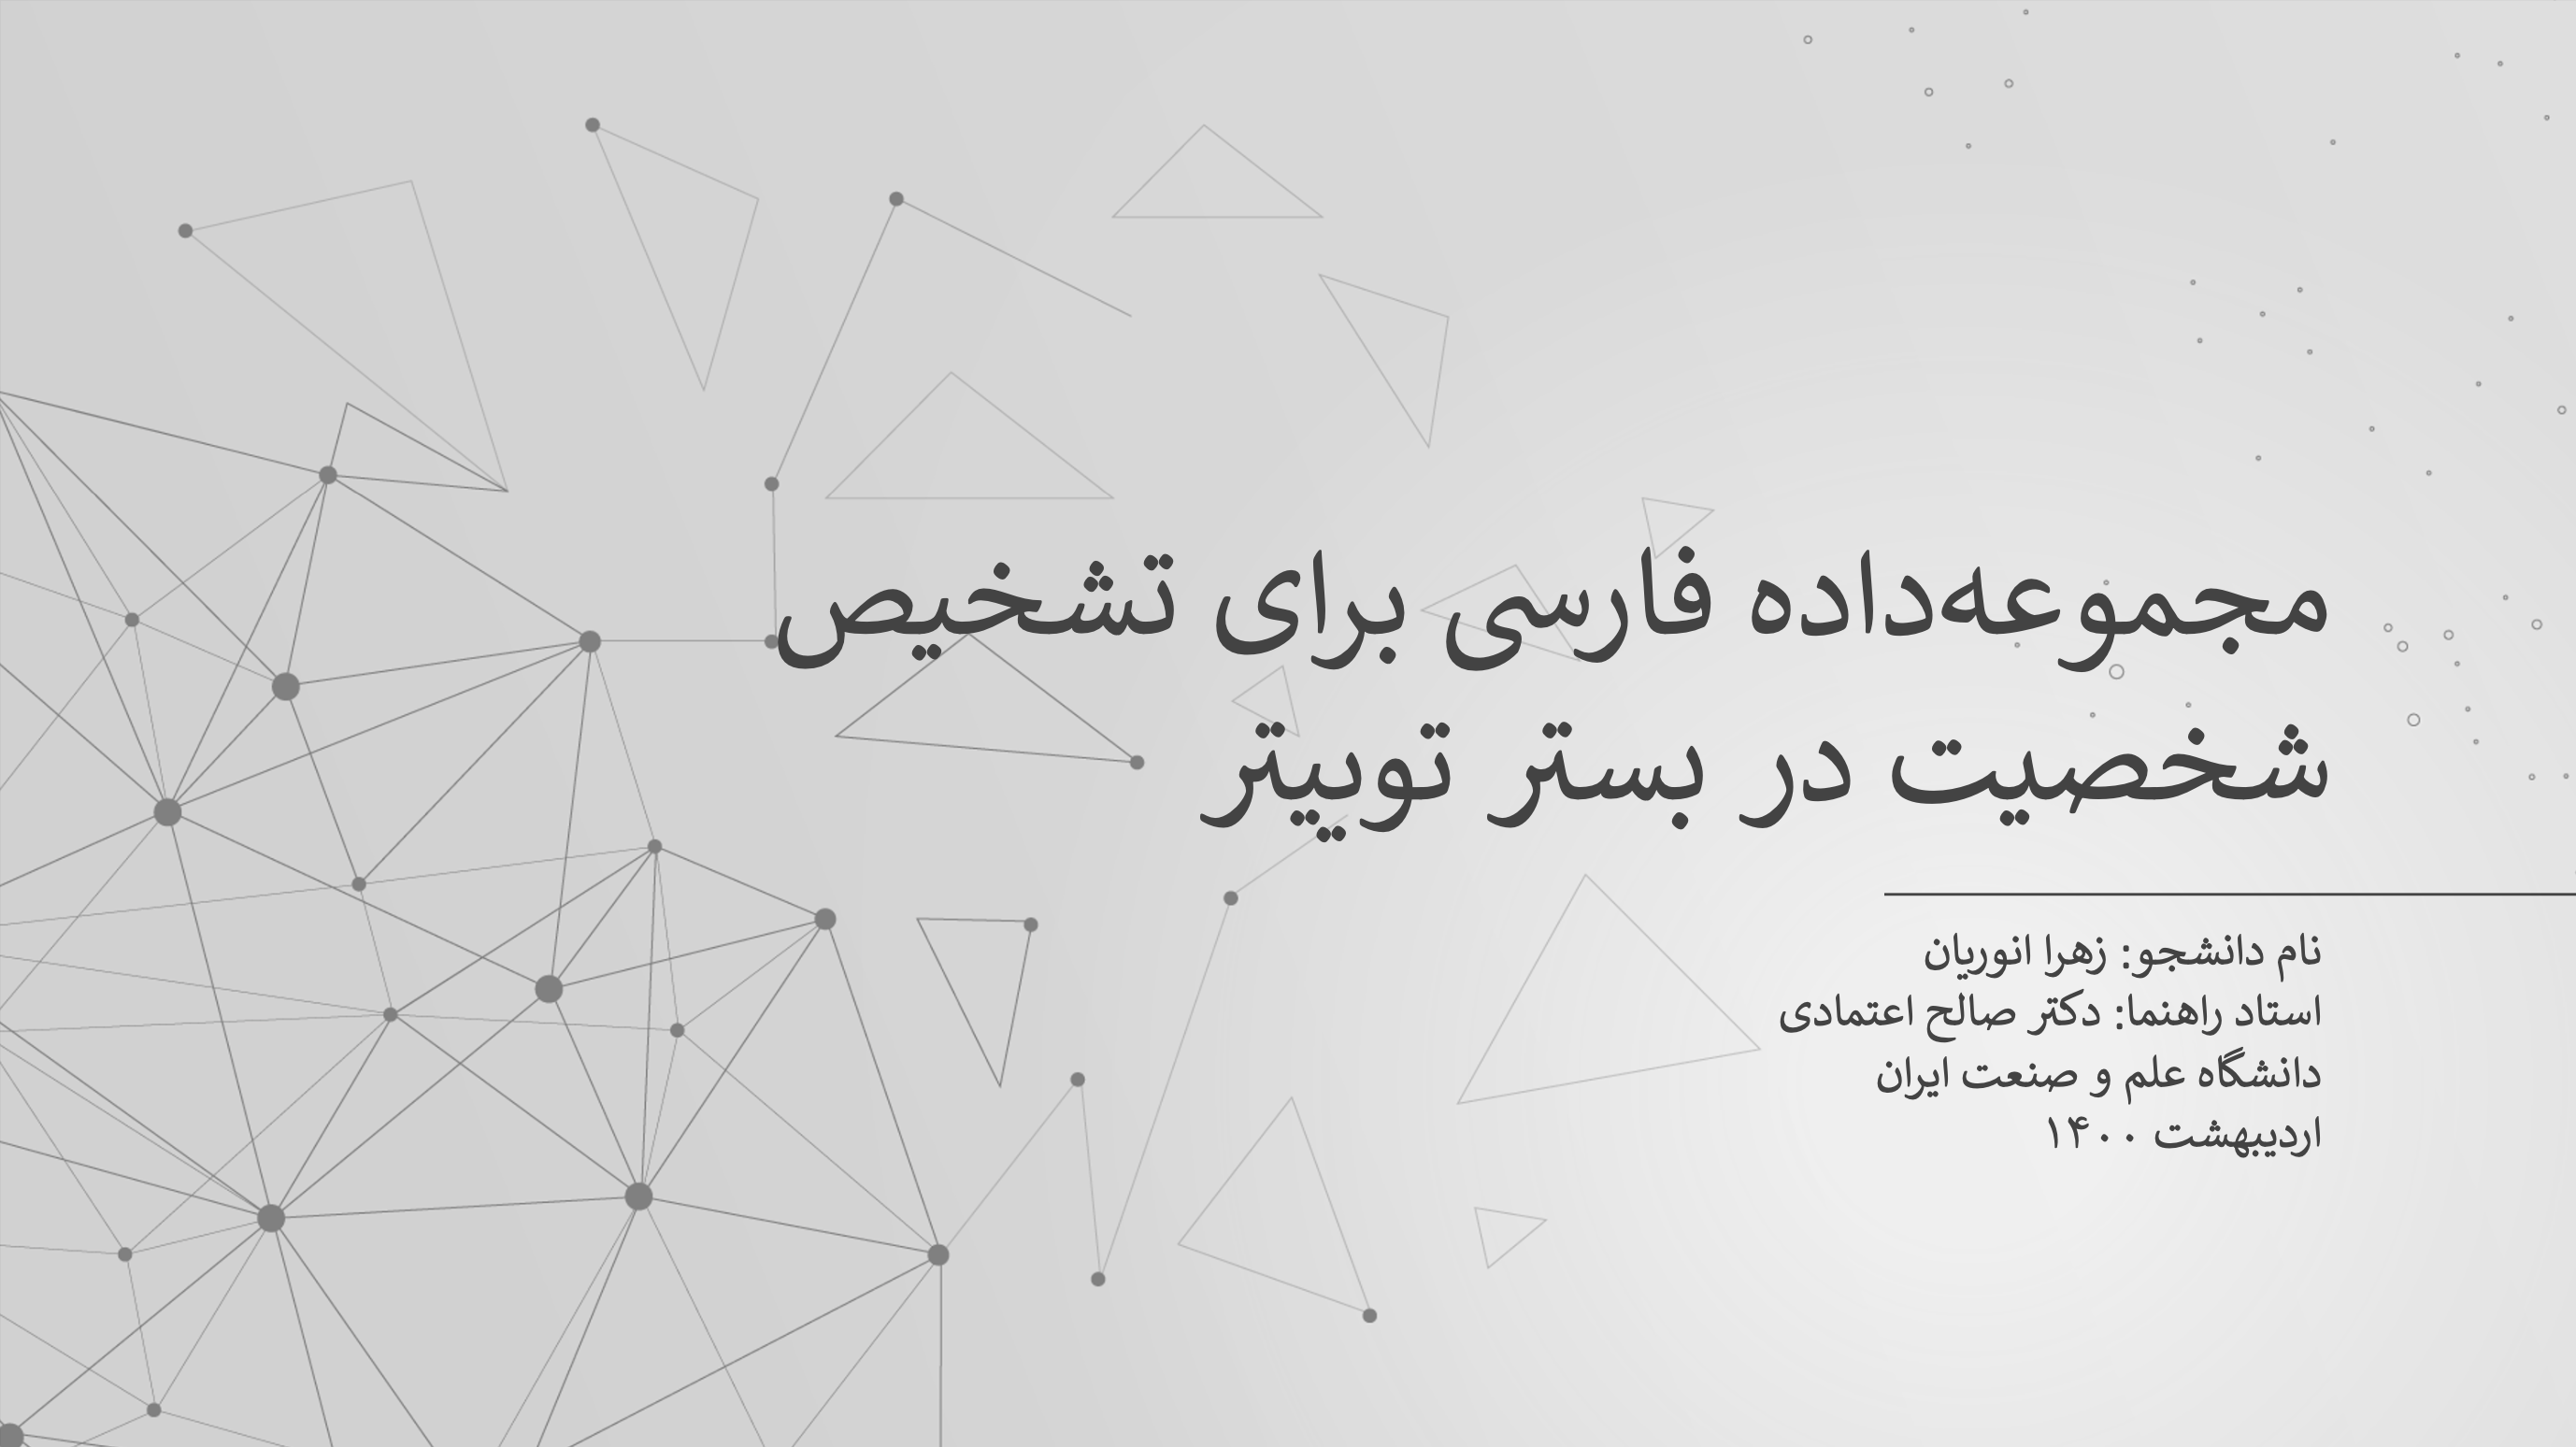 مجموعه‌داده فارسی برای تشخیص
شخصیت در بستر توییتر
نام دانشجو: زهرا انوریان
استاد راهنما: دکتر صالح اعتمادی
دانشگاه علم و صنعت ایران
اردیبهشت ۱۴۰۰